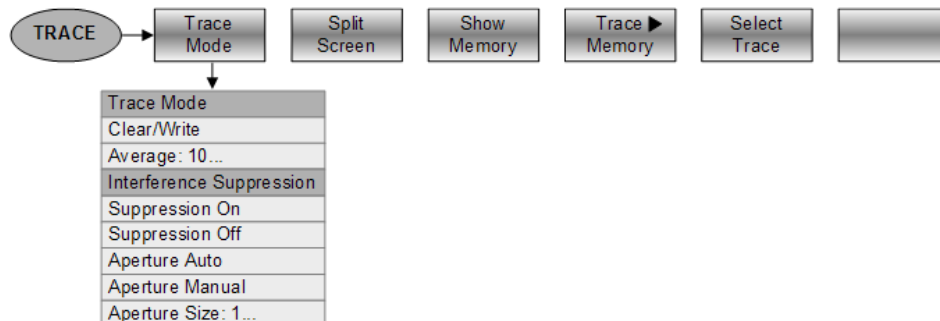 TRACE
Trace
Mode
Split
Screen
Show
Memory
Trace ▶
Memory
Select
Trace
Trace Mode
Clear/Write
Average: 10...
Interference Suppression
Suppression On
Suppression Off
Aperture Auto
Aperture Manual
Aperture Size: 1...